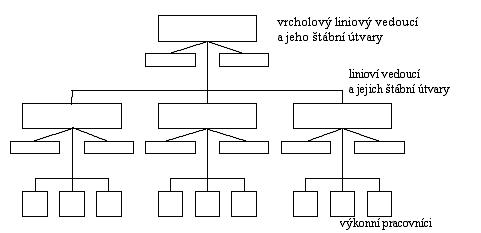 vrcholový liniový vedoucí
a jeho štábní útvary
linioví vedoucí
a jejich štábní útvary
výkonní pracovníci